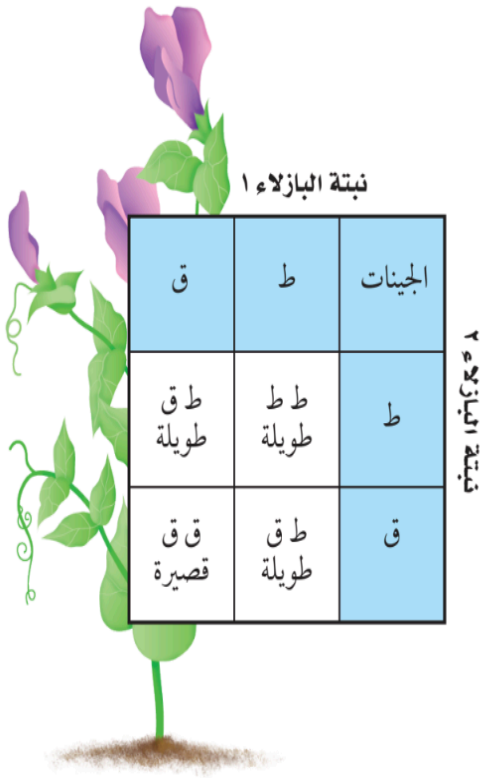 نبتة البازلاء ١
نبتة البازلاء ٢
الجينات
ط
ق
ط
ط ط
طويلة
ط ق
طويلة
ق
ط ق
طويلة
ق ق
قصيرة